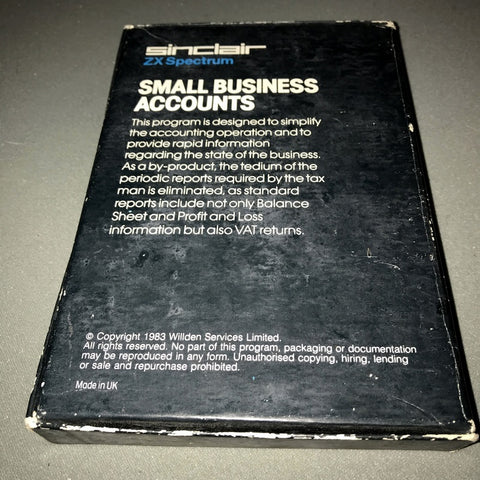 sinclair
ZX Spectrum
SMALL BUSINESS
ACCOUNTS
This program is designed to simplify
the accounting operation and to
provide rapid information
regarding the state of the business.
As a by-product, the tedium of the
periodic reports required by the tax
man is eliminated, as standard
reports include not only Balance
Sheet and Profit and Loss
information but also VAT returns.
© Copyright 1983 Willden Services Limited.
All rights reserved. No part of this program, packaging or documentation
may be reproduced in any form. Unauthorised copying, hiring, lending
or sale and repurchase prohibited.
Made in UK